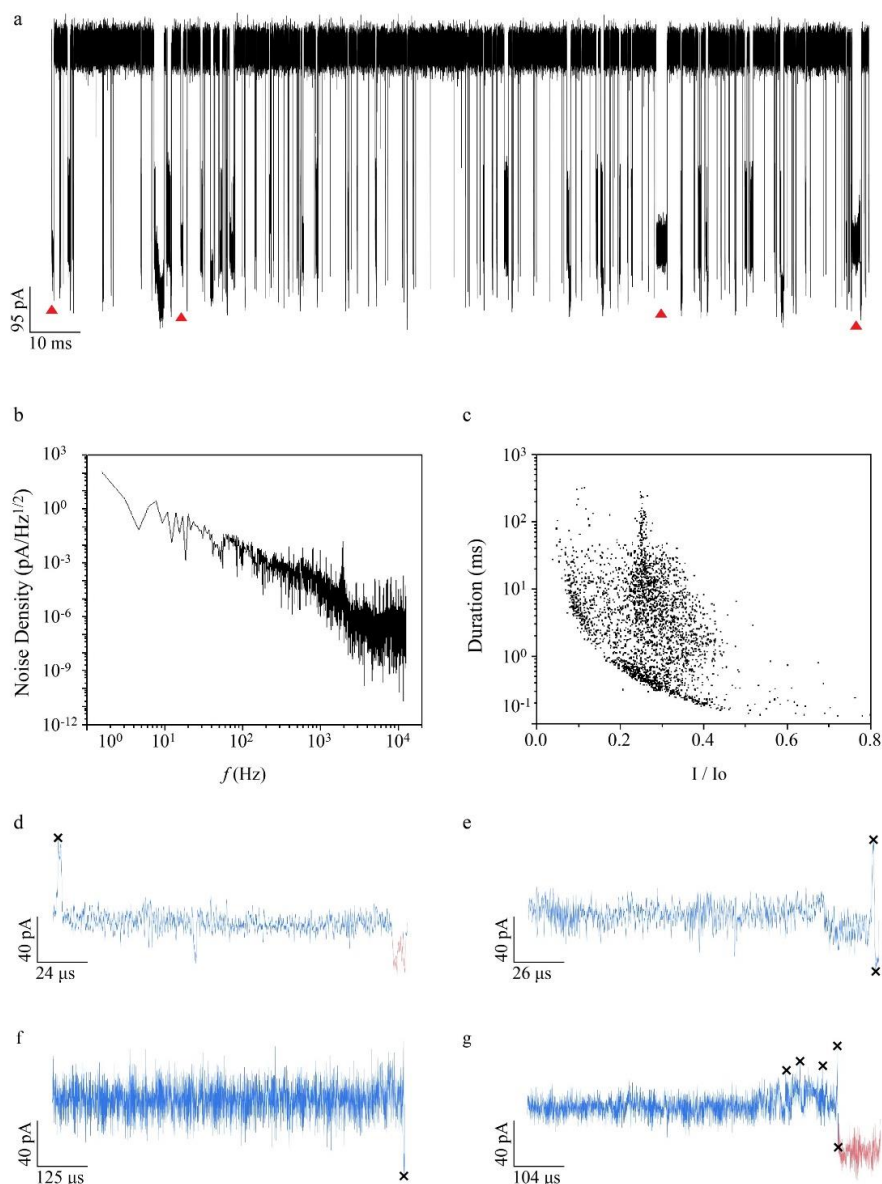 a
95 pA
10 ms
b
c
10³
10⁰
10⁻³
10⁻⁶
10⁻⁹
10⁻¹²
Noise Density (pA/Hz^1/2)
10⁰ 10¹ 10² 10³ 10⁴
f (Hz)
10³
10²
10¹
10⁰
10⁻¹
Duration (ms)
0.0 0.2 0.4 0.6 0.8
I / Io
d
40 pA
24 μs
e
40 pA
26 μs
f
40 pA
125 μs
g
40 pA
104 μs